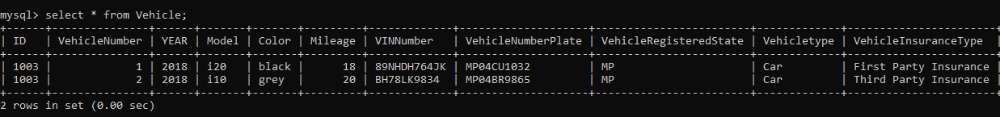 mysql> select * from Vehicle;
+------+---------------+------+-------+-------+---------+------------+--------------------+------------------------+-------------+-----------------------+
| ID | VehicleNumber | YEAR | Model | Color | Mileage | VINNumber | VehicleNumberPlate | VehicleRegisteredState | Vehicletype | VehicleInsuranceType |
+------+---------------+------+-------+-------+---------+------------+--------------------+------------------------+-------------+-----------------------+
| 1003 | 1 | 2018 | i20 | black | 18 | 89NHDH764JK | MP04CU1032 | MP | Car | First Party Insurance |
| 1003 | 2 | 2018 | i10 | grey | 20 | BH78LK9834 | MP04BR9865 | MP | Car | Third Party Insurance |
+------+---------------+------+-------+-------+---------+------------+--------------------+------------------------+-------------+-----------------------+
2 rows in set (0.00 sec)